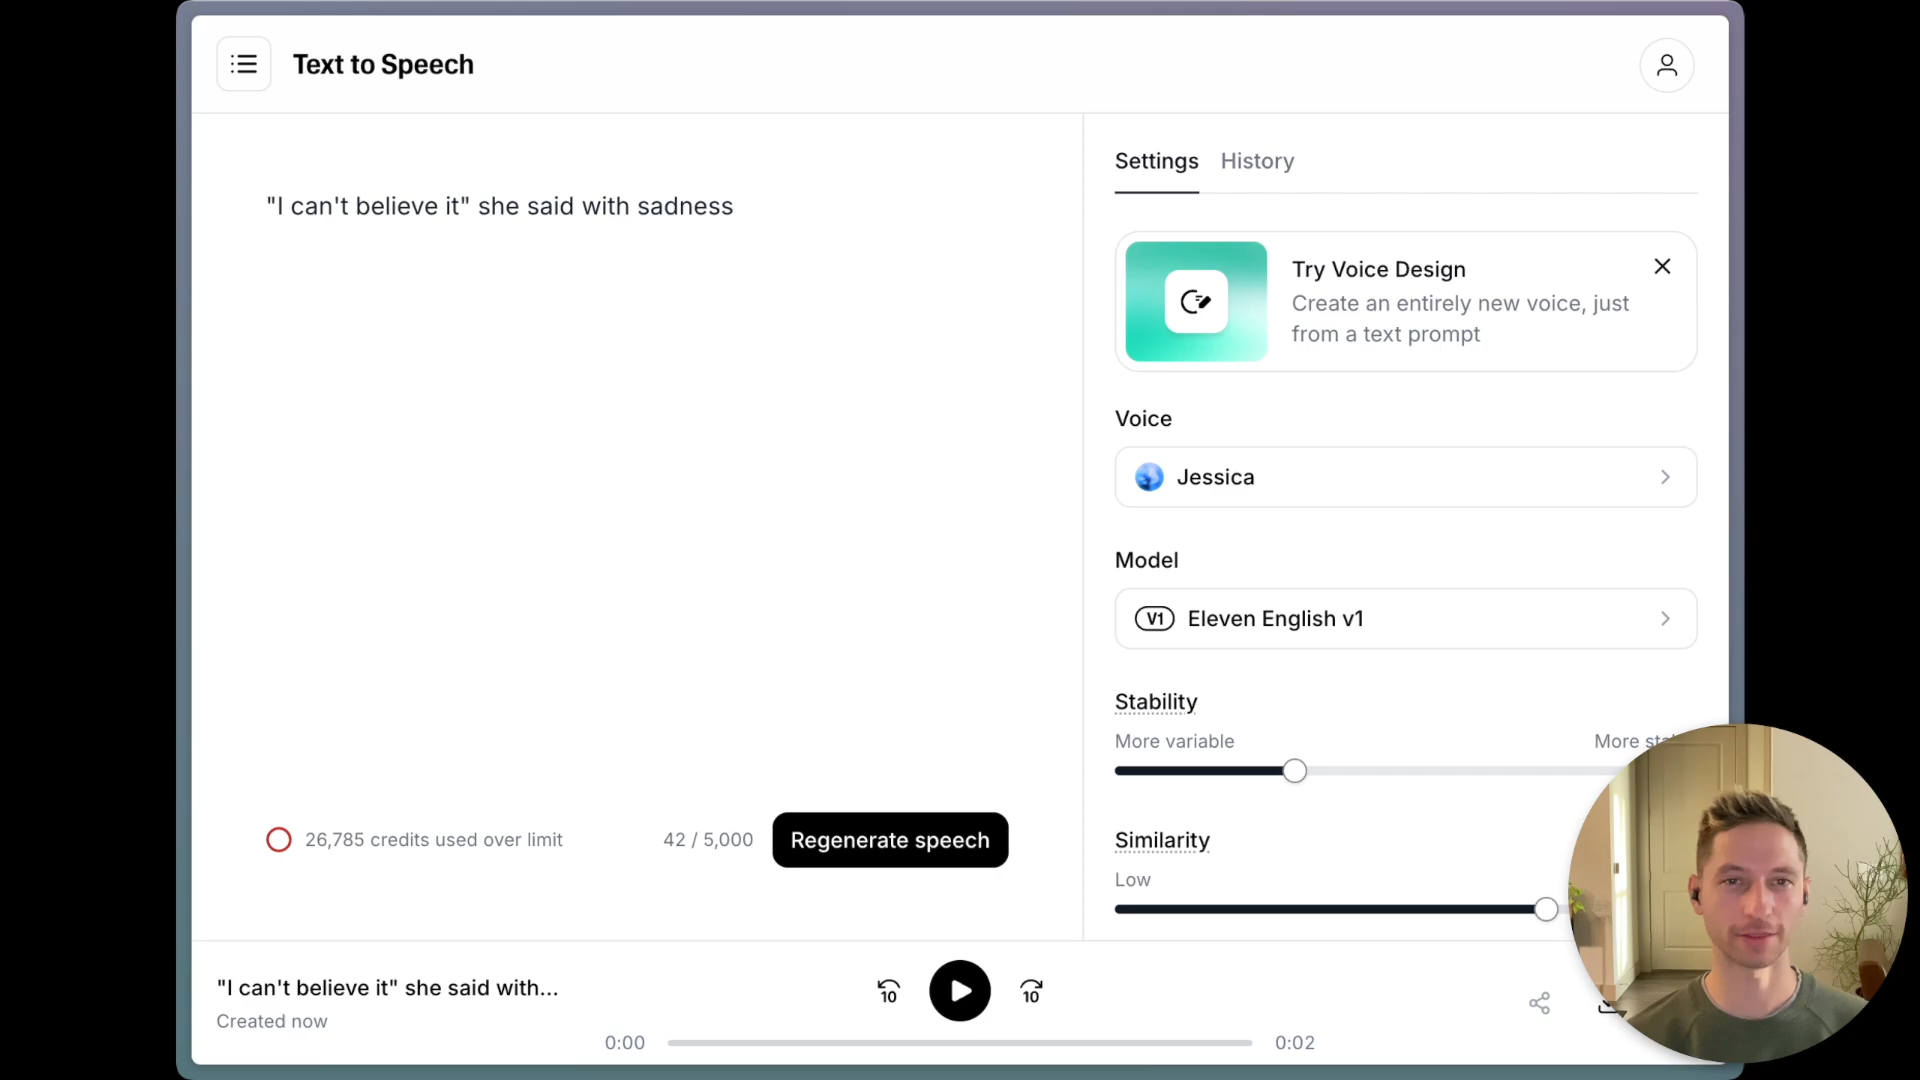 Text to Speech
"I can't believe it" she said with sadness
26,785 credits used over limit
42 / 5,000
Regenerate speech
Settings
History
Try Voice Design
Create an entirely new voice, just
from a text prompt
Voice
Jessica
Model
V1 Eleven English v1
Stability
More variable
More
Similarity
Low
"I can't believe it" she said with...
Created now
10
10
0:00
0:02